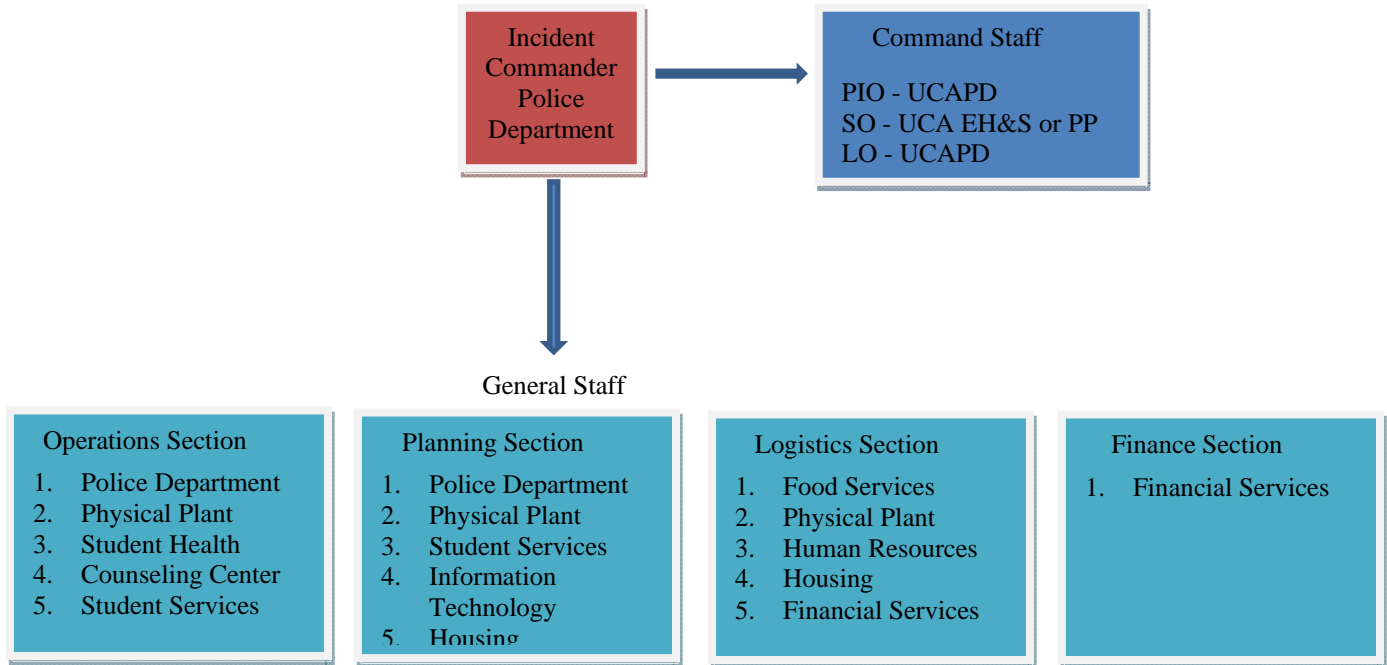 Incident
Commander
Police
Department
Command Staff
PIO - UCAPD
SO - UCA EH&S or PP
LO - UCAPD
General Staff
Operations Section
1. Police Department
2. Physical Plant
3. Student Health
4. Counseling Center
5. Student Services
Planning Section
1. Police Department
2. Physical Plant
3. Student Services
4. Information
Technology
5. Housing
Logistics Section
1. Food Services
2. Physical Plant
3. Human Resources
4. Housing
5. Financial Services
Finance Section
1. Financial Services